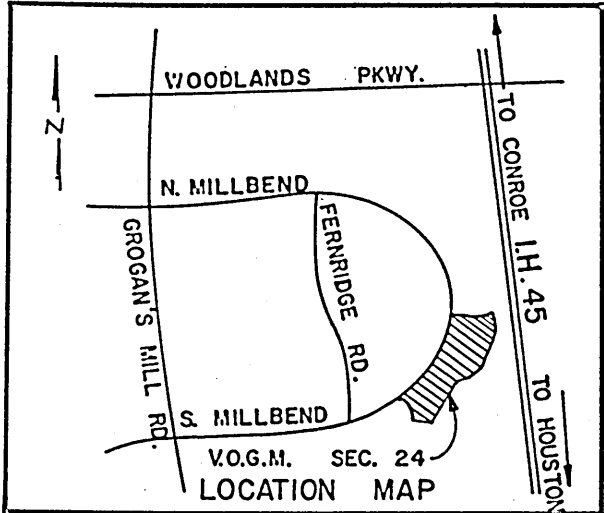 WOODLANDS PKWY.
N
N. MILLBEND
FERNRIDGE RD.
GROGAN'S MILL RD.
TO CONROE
I.H. 45
TO HOUSTON
S. MILLBEND
V.O.G.M. SEC. 24
LOCATION MAP